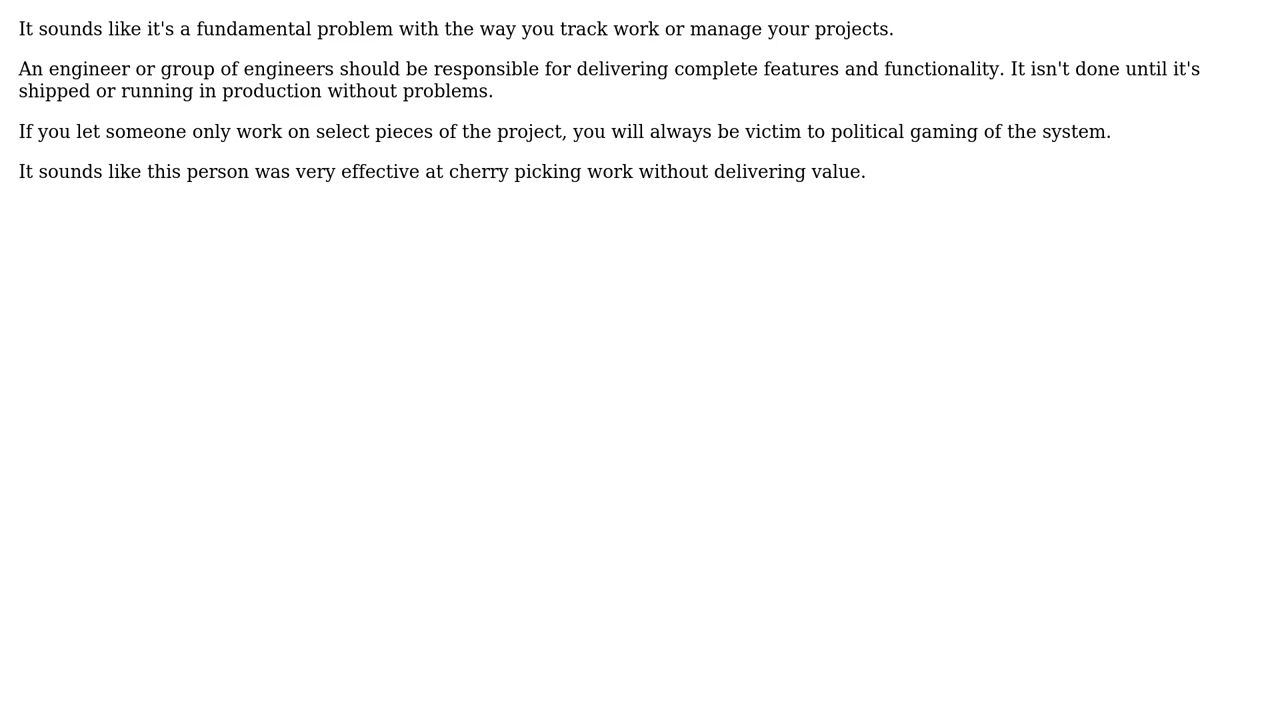 It sounds like it's a fundamental problem with the way you track work or manage your projects.
An engineer or group of engineers should be responsible for delivering complete features and functionality. It isn't done until it's
shipped or running in production without problems.
If you let someone only work on select pieces of the project, you will always be victim to political gaming of the system.
It sounds like this person was very effective at cherry picking work without delivering value.